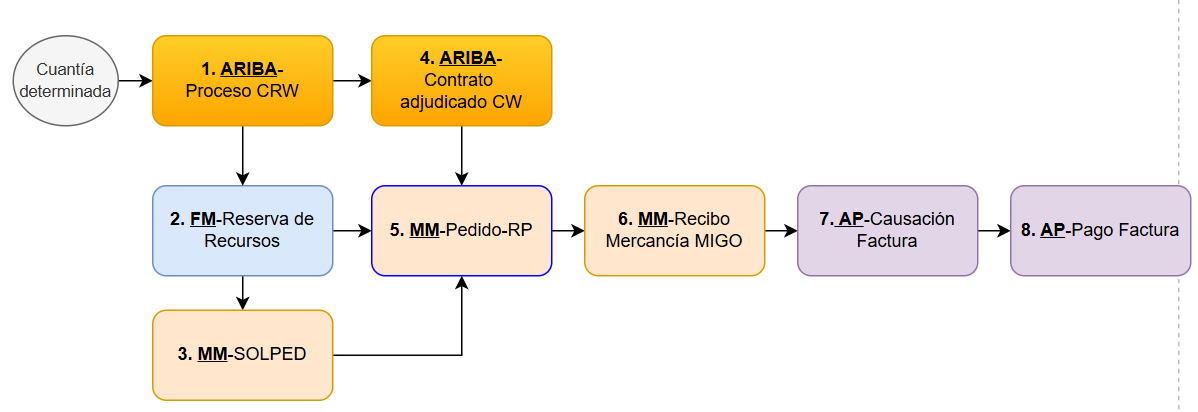 Cuantía
determinada
1. ARIBA-
Proceso CRW
4. ARIBA-
Contrato
adjudicado CW
2. FM-Reserva de
Recursos
5. MM-Pedido-RP
6. MM-Recibo
Mercancía MIGO
7. AP-Causación
Factura
8. AP-Pago Factura
3. MM-SOLPED